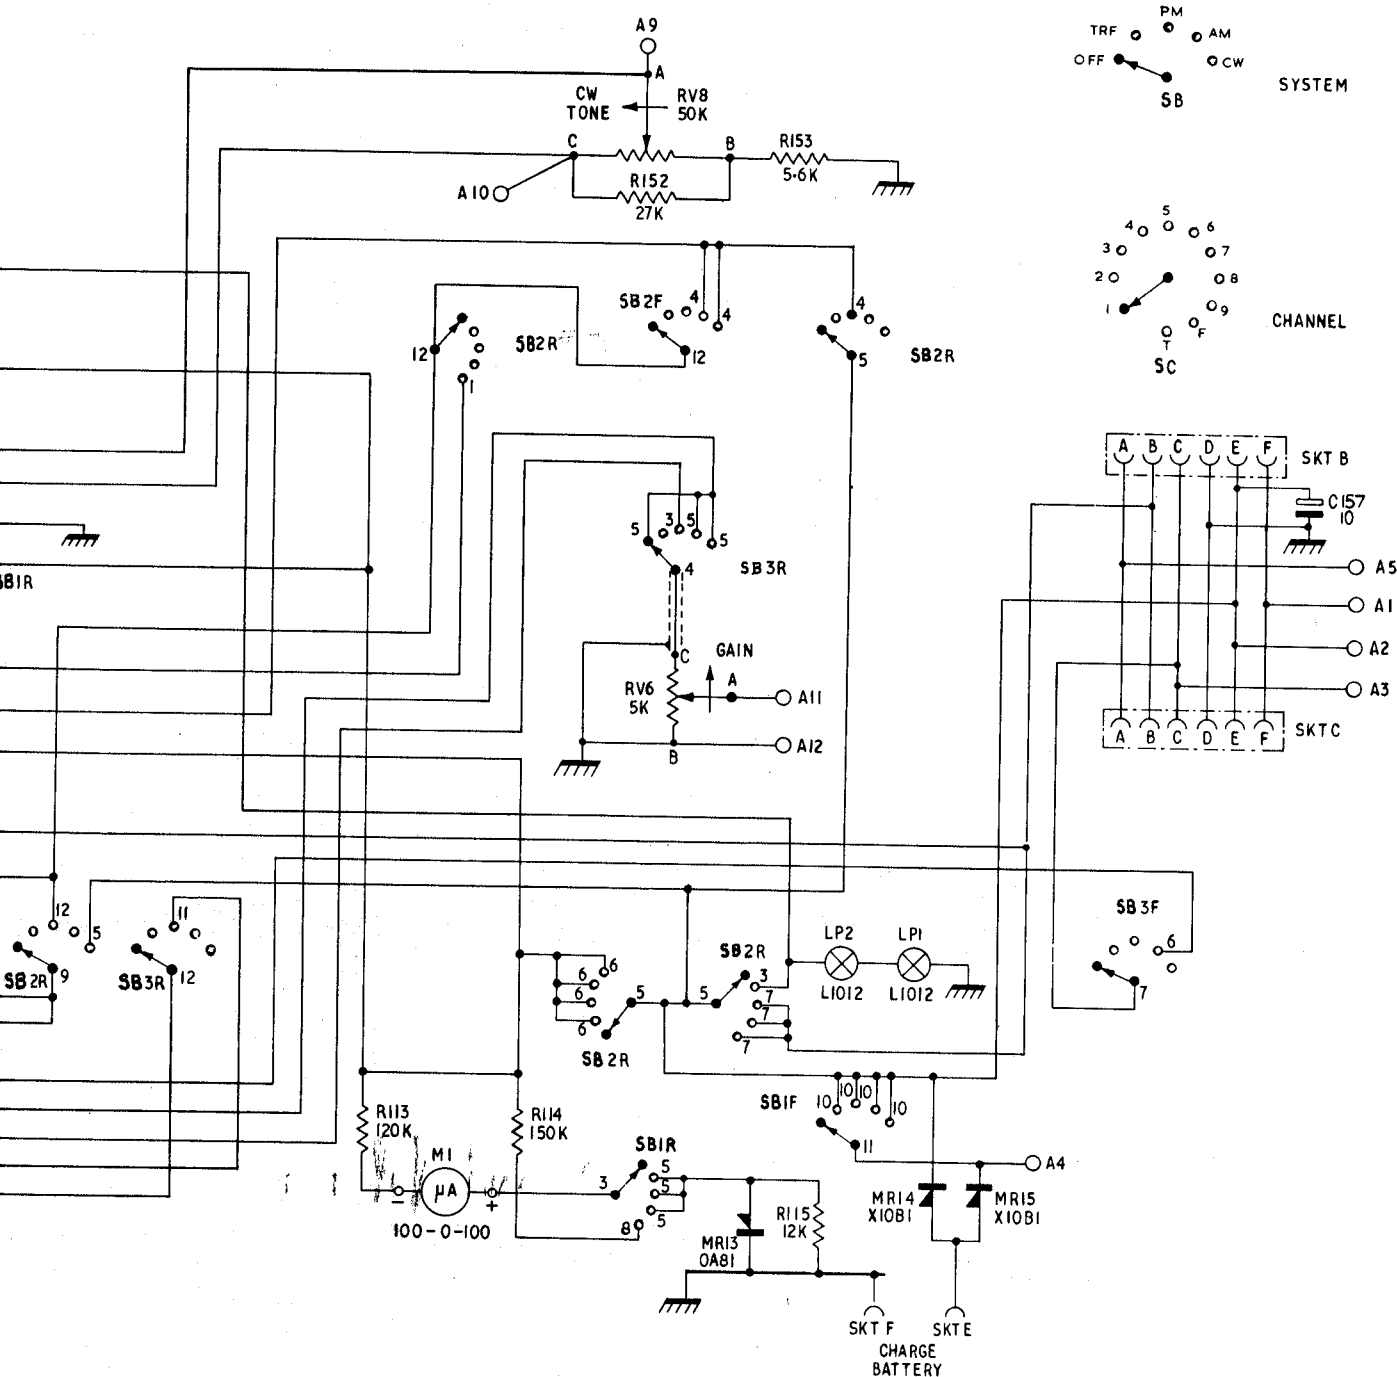 A9
A
CW
TONE
RV8
50K
C
B
R153
5·6K
A10
R152
27K
PM
TRF
AM
OFF
CW
SB
SYSTEM
5
4
6
3
7
2
8
1
9
F
T
SC
CHANNEL
SB2F
4
4
12
12
SB2R
1
4
5
SB2R
5
3
5
5
4
SB3R
C
GAIN
A
RV6
5K
A11
B
A12
A B C D E F
SKT B
C157
10
A5
A1
A2
A3
A B C D E F
SKT C
SB1R
12
5
9
SB2R
11
12
SB3R
6
6
6
6
5
SB2R
SB2R
5
3
7
7
7
LP2
L1012
LP1
L1012
SB3F
6
7
SB1F
10
10
10
10
11
A4
MR14
X10B1
MR15
X10B1
R113
120K
R114
150K
M1
μA
−
+
100-0-100
SB1R
3
5
5
5
8
MR13
OA81
R115
12K
SKT F
SKT E
CHARGE
BATTERY